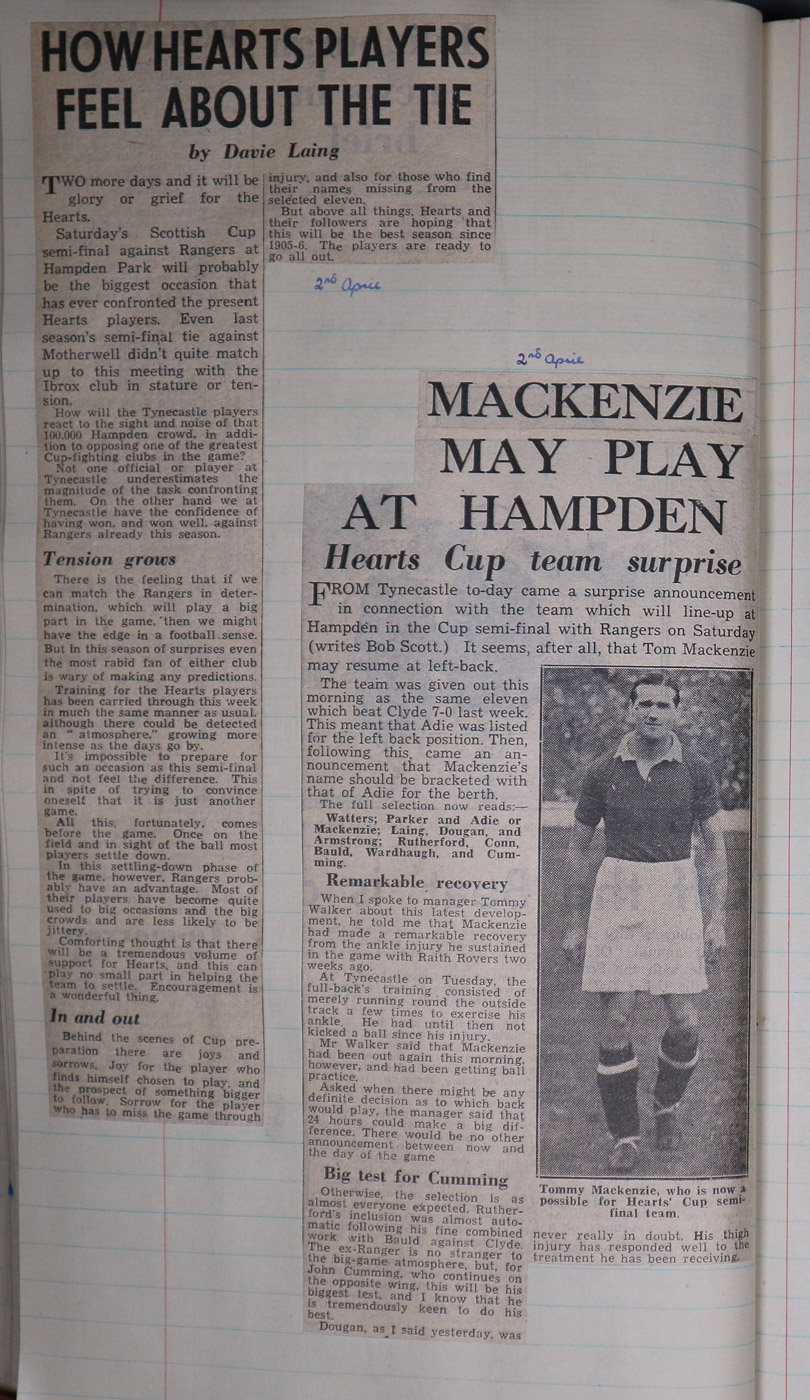 HOW HEARTS PLAYERS
FEEL ABOUT THE TIE
by Davie Laing
TWO more days and it will be
glory or grief for the
Hearts.
Saturday's Scottish Cup
semi-final against Rangers at
Hampden Park will probably
be the biggest occasion that
has ever confronted the present
Hearts players. Even last
season's semi-final tie against
Motherwell didn't quite match
up to this meeting with the
Ibrox club in stature or ten-
sion.
How will the Tynecastle players
react to the sight and noise of that
100,000 Hampden crowd, in addi-
tion to opposing one of the greatest
Cup-fighting clubs in the game?
Not one official or player at
Tynecastle underestimates the
magnitude of the task confronting
them. On the other hand we at
Tynecastle have the confidence of
having won, and won well, against
Rangers already this season.
Tension grows
There is the feeling that if we
can match the Rangers in deter-
mination, which will play a big
part in the game, then we might
have the edge in a football sense.
But in this season of surprises even
the most rabid fan of either club
is wary of making any predictions.
Training for the Hearts players
has been carried through this week
in much the same manner as usual,
although there could be detected
an " atmosphere," growing more
intense as the days go by.
It's impossible to prepare for
such an occasion as this semi-final
and not feel the difference. This
in spite of trying to convince
oneself that it is just another
game.
All this, fortunately, comes
before the game. Once on the
field and in sight of the ball most
players settle down.
In this settling-down phase of
the game, however, Rangers prob-
ably have an advantage. Most of
their players have become quite
used to big occasions and the big
crowds and are less likely to be
jittery.
Comforting thought is that there
will be a tremendous volume of
support for Hearts, and this can
play no small part in helping the
team to settle. Encouragement is
a wonderful thing.
In and out
Behind the scenes of Cup pre-
paration there are joys and
sorrows. Joy for the player who
finds himself chosen to play, and
the prospect of something bigger
to follow. Sorrow for the player
who has to miss the game through
injury, and also for those who find
their names missing from the
selected eleven.
But above all things, Hearts and
their followers are hoping that
this will be the best season since
1905-6. The players are ready to
go all out.
2nd April
2nd April
MACKENZIE
MAY PLAY
AT HAMPDEN
Hearts Cup team surprise
FROM Tynecastle to-day came a surprise announcement
in connection with the team which will line-up at
Hampden in the Cup semi-final with Rangers on Saturday
(writes Bob Scott.) It seems, after all, that Tom Mackenzie
may resume at left-back.
The team was given out this
morning as the same eleven
which beat Clyde 7-0 last week.
This meant that Adie was listed
for the left back position. Then,
following this, came an an-
nouncement that Mackenzie's
name should be bracketed with
that of Adie for the berth.
The full selection now reads:—
Watters; Parker and Adie or
Mackenzie; Laing, Dougan, and
Armstrong; Rutherford, Conn,
Bauld, Wardhaugh, and Cum-
ming.
Remarkable recovery
When I spoke to manager Tommy
Walker about this latest develop-
ment, he told me that Mackenzie
had made a remarkable recovery
from the ankle injury he sustained
in the game with Raith Rovers two
weeks ago.
At Tynecastle on Tuesday, the
full-back's training consisted of
merely running round the outside
track a few times to exercise his
ankle. He had until then not
kicked a ball since his injury.
Mr Walker said that Mackenzie
had been out again this morning,
however, and had been getting ball
practice.
Asked when there might be any
definite decision as to which back
would play, the manager said that
24 hours could make a big dif-
ference. There would be no other
announcement between now and
the day of the game
Big test for Cumming
Otherwise, the selection is as
almost everyone expected. Ruther-
ford's inclusion was almost auto-
matic following his fine combined
work with Bauld against Clyde.
The ex-Ranger is no stranger to
the big-game atmosphere, but, for
John Cumming, who continues on
the opposite wing, this will be his
biggest test, and I know that he
is tremendously keen to do his
best.
Dougan, as I said yesterday, was
Tommy Mackenzie, who is now a
possible for Hearts' Cup semi-
final team.
never really in doubt. His thigh
injury has responded well to the
treatment he has been receiving.